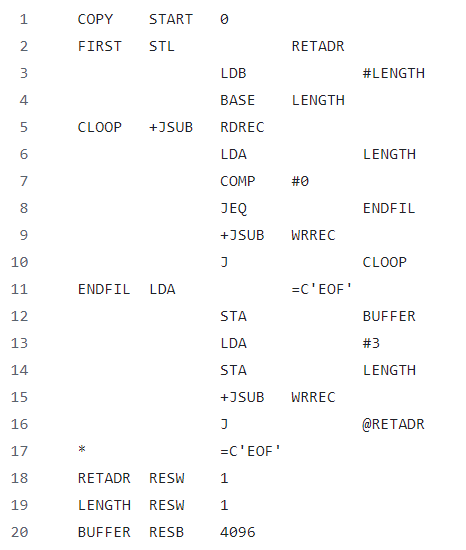 1 COPY START 0
2 FIRST STL RETADR
3 LDB #LENGTH
4 BASE LENGTH
5 CLOOP +JSUB RDREC
6 LDA LENGTH
7 COMP #0
8 JEQ ENDFIL
9 +JSUB WRREC
10 J CLOOP
11 ENDFIL LDA =C'EOF'
12 STA BUFFER
13 LDA #3
14 STA LENGTH
15 +JSUB WRREC
16 J @RETADR
17 * =C'EOF'
18 RETADR RESW 1
19 LENGTH RESW 1
20 BUFFER RESB 4096